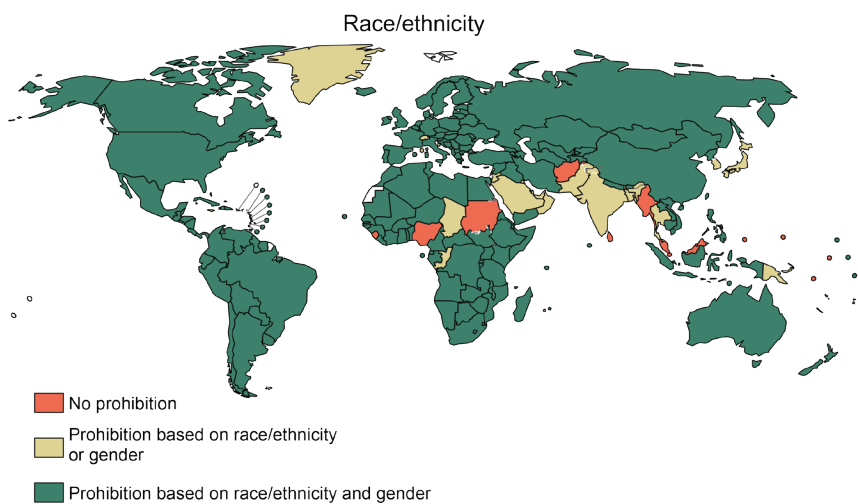 Race/ethnicity
No prohibition
Prohibition based on race/ethnicity
or gender
Prohibition based on race/ethnicity and gender